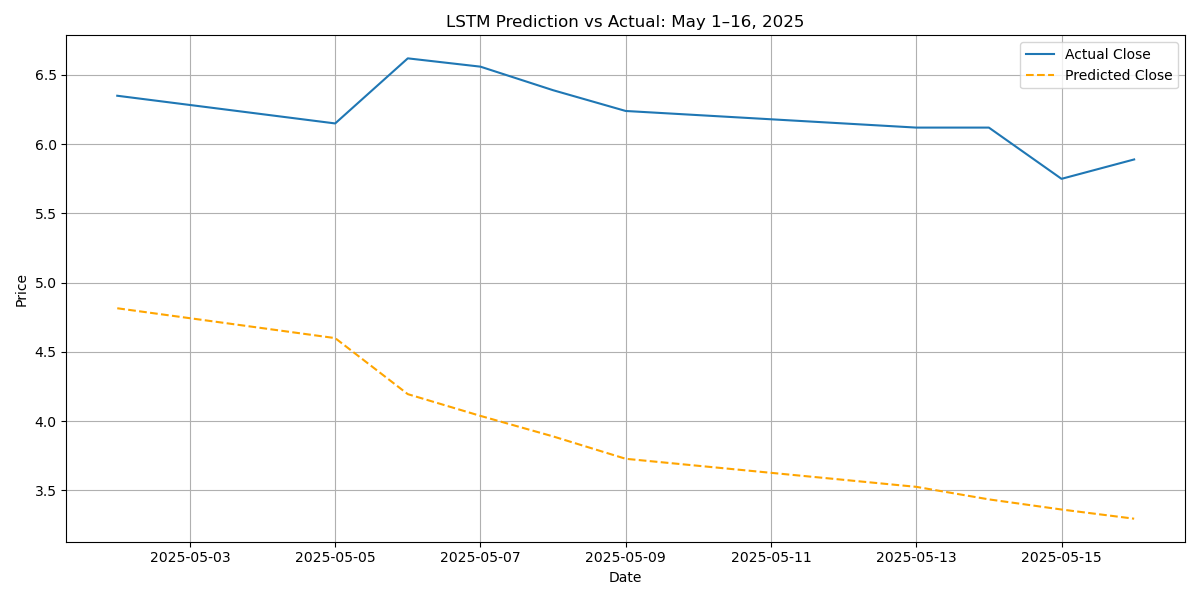 LSTM Prediction vs Actual: May 1–16, 2025
Actual Close
Predicted Close
Price
6.5
6.0
5.5
5.0
4.5
4.0
3.5
2025-05-03 2025-05-05 2025-05-07 2025-05-09 2025-05-11 2025-05-13 2025-05-15
Date